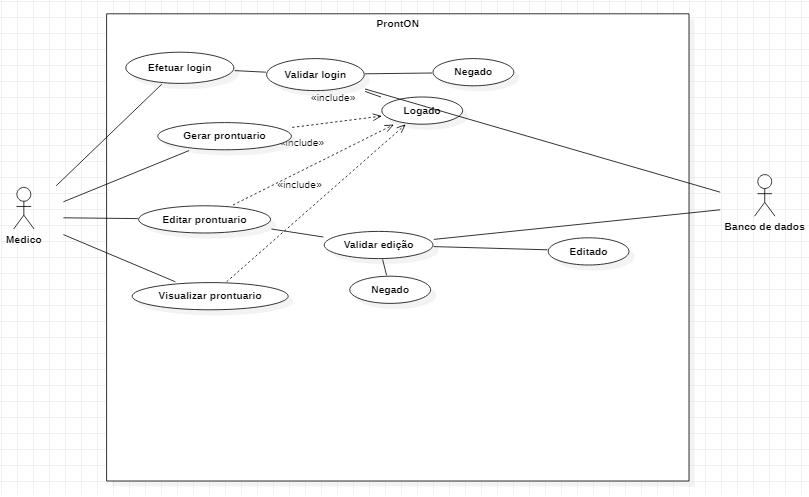 ProntON
Efetuar login
Validar login
Negado
«include»
Logado
Gerar prontuario
«include»
«include»
Medico
Editar prontuario
Validar edição
Editado
Banco de dados
Visualizar prontuario
Negado